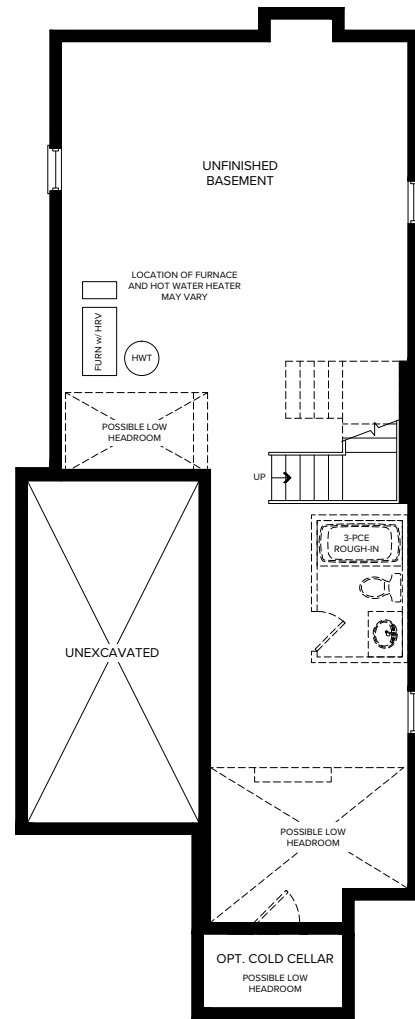 UNFINISHED
BASEMENT
LOCATION OF FURNACE
AND HOT WATER HEATER
MAY VARY
FURN w/ HRV
HWT
POSSIBLE LOW
HEADROOM
UP
3-PCE
ROUGH-IN
UNEXCAVATED
POSSIBLE LOW
HEADROOM
OPT. COLD CELLAR
POSSIBLE LOW
HEADROOM